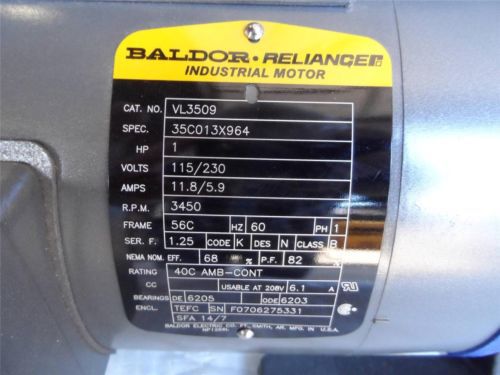 BALDOR · RELIANCE
INDUSTRIAL MOTOR
CAT. NO. VL3509
SPEC. 35C013X964
HP 1
VOLTS 115/230
AMPS 11.8/5.9
R.P.M. 3450
FRAME 56C HZ 60 PH 1
SER. F. 1.25 CODE K DES N CLASS B
NEMA NOM. EFF. 68 % P.F. 82 %
RATING 40C AMB-CONT
CC USABLE AT 208V 6.1 A
BEARINGS DE 6205 ODE 6203
ENCL. TEFC SN F0706275331
SFA 14/7
BALDOR ELECTRIC CO. FT. SMITH, AR. MFG. IN U.S.A.